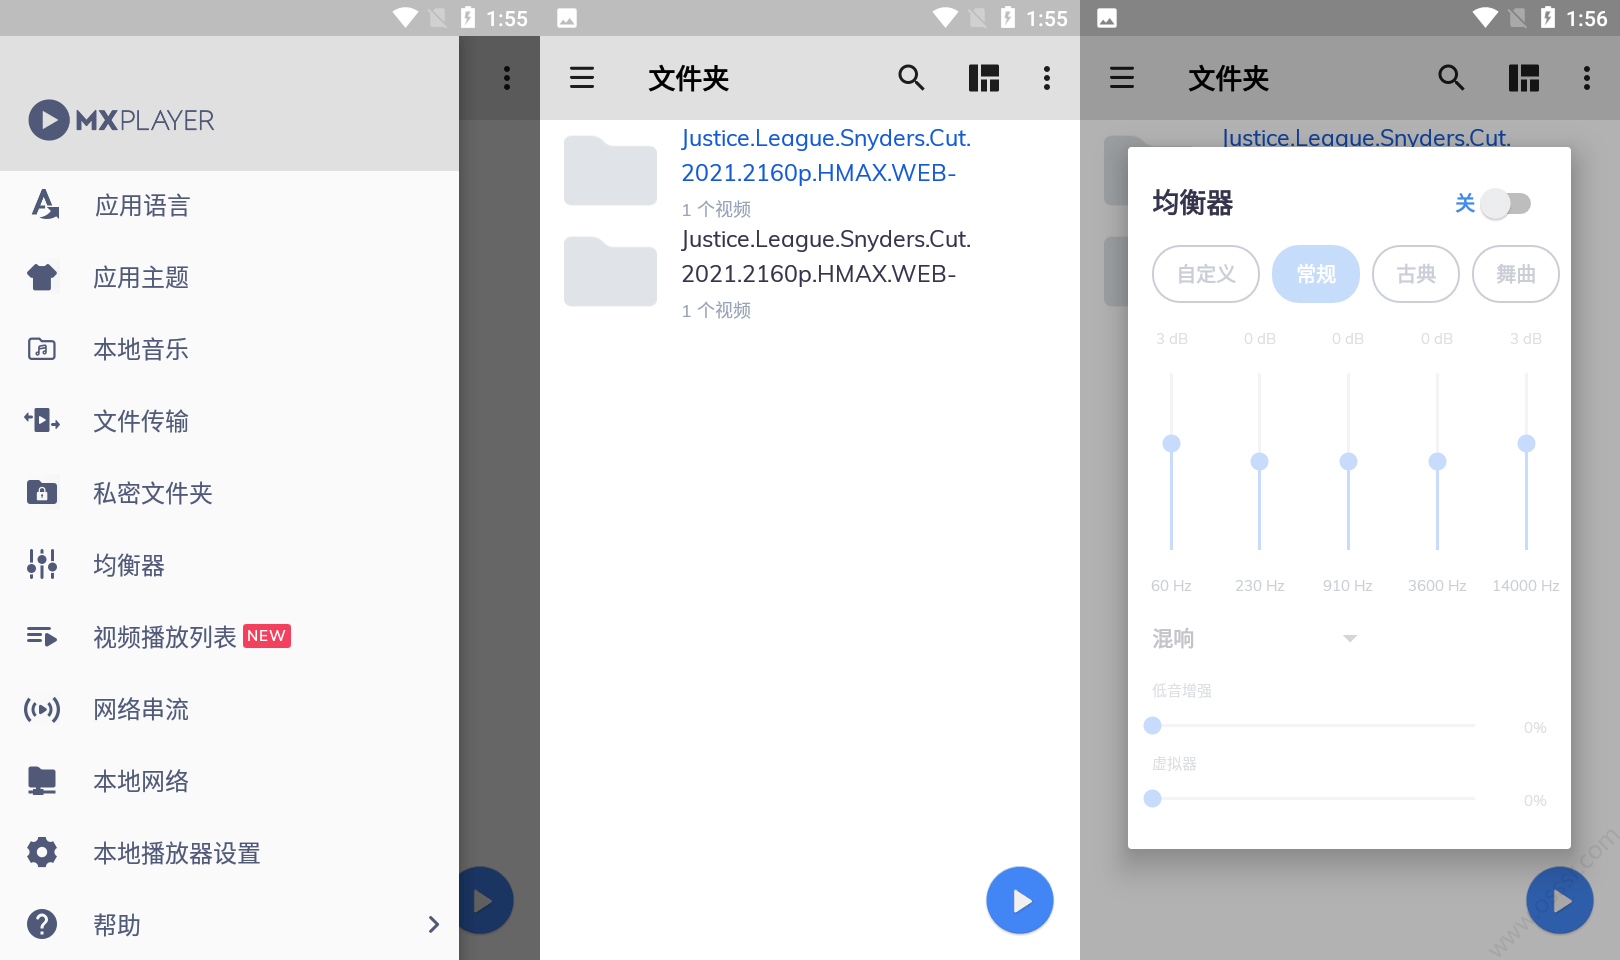 1:55
MXPLAYER
应用语言
应用主题
本地音乐
文件传输
私密文件夹
均衡器
视频播放列表 NEW
网络串流
本地网络
本地播放器设置
帮助
1:55
文件夹
Justice.League.Snyders.Cut.
2021.2160p.HMAX.WEB-
1 个视频
Justice.League.Snyders.Cut.
2021.2160p.HMAX.WEB-
1 个视频
1:56
文件夹
Justice.League.Snyders.Cut.
均衡器 关
自定义 常规 古典 舞曲
3 dB 0 dB 0 dB 0 dB 3 dB
60 Hz 230 Hz 910 Hz 3600 Hz 14000 Hz
混响
低音增强
0%
虚拟器
0%